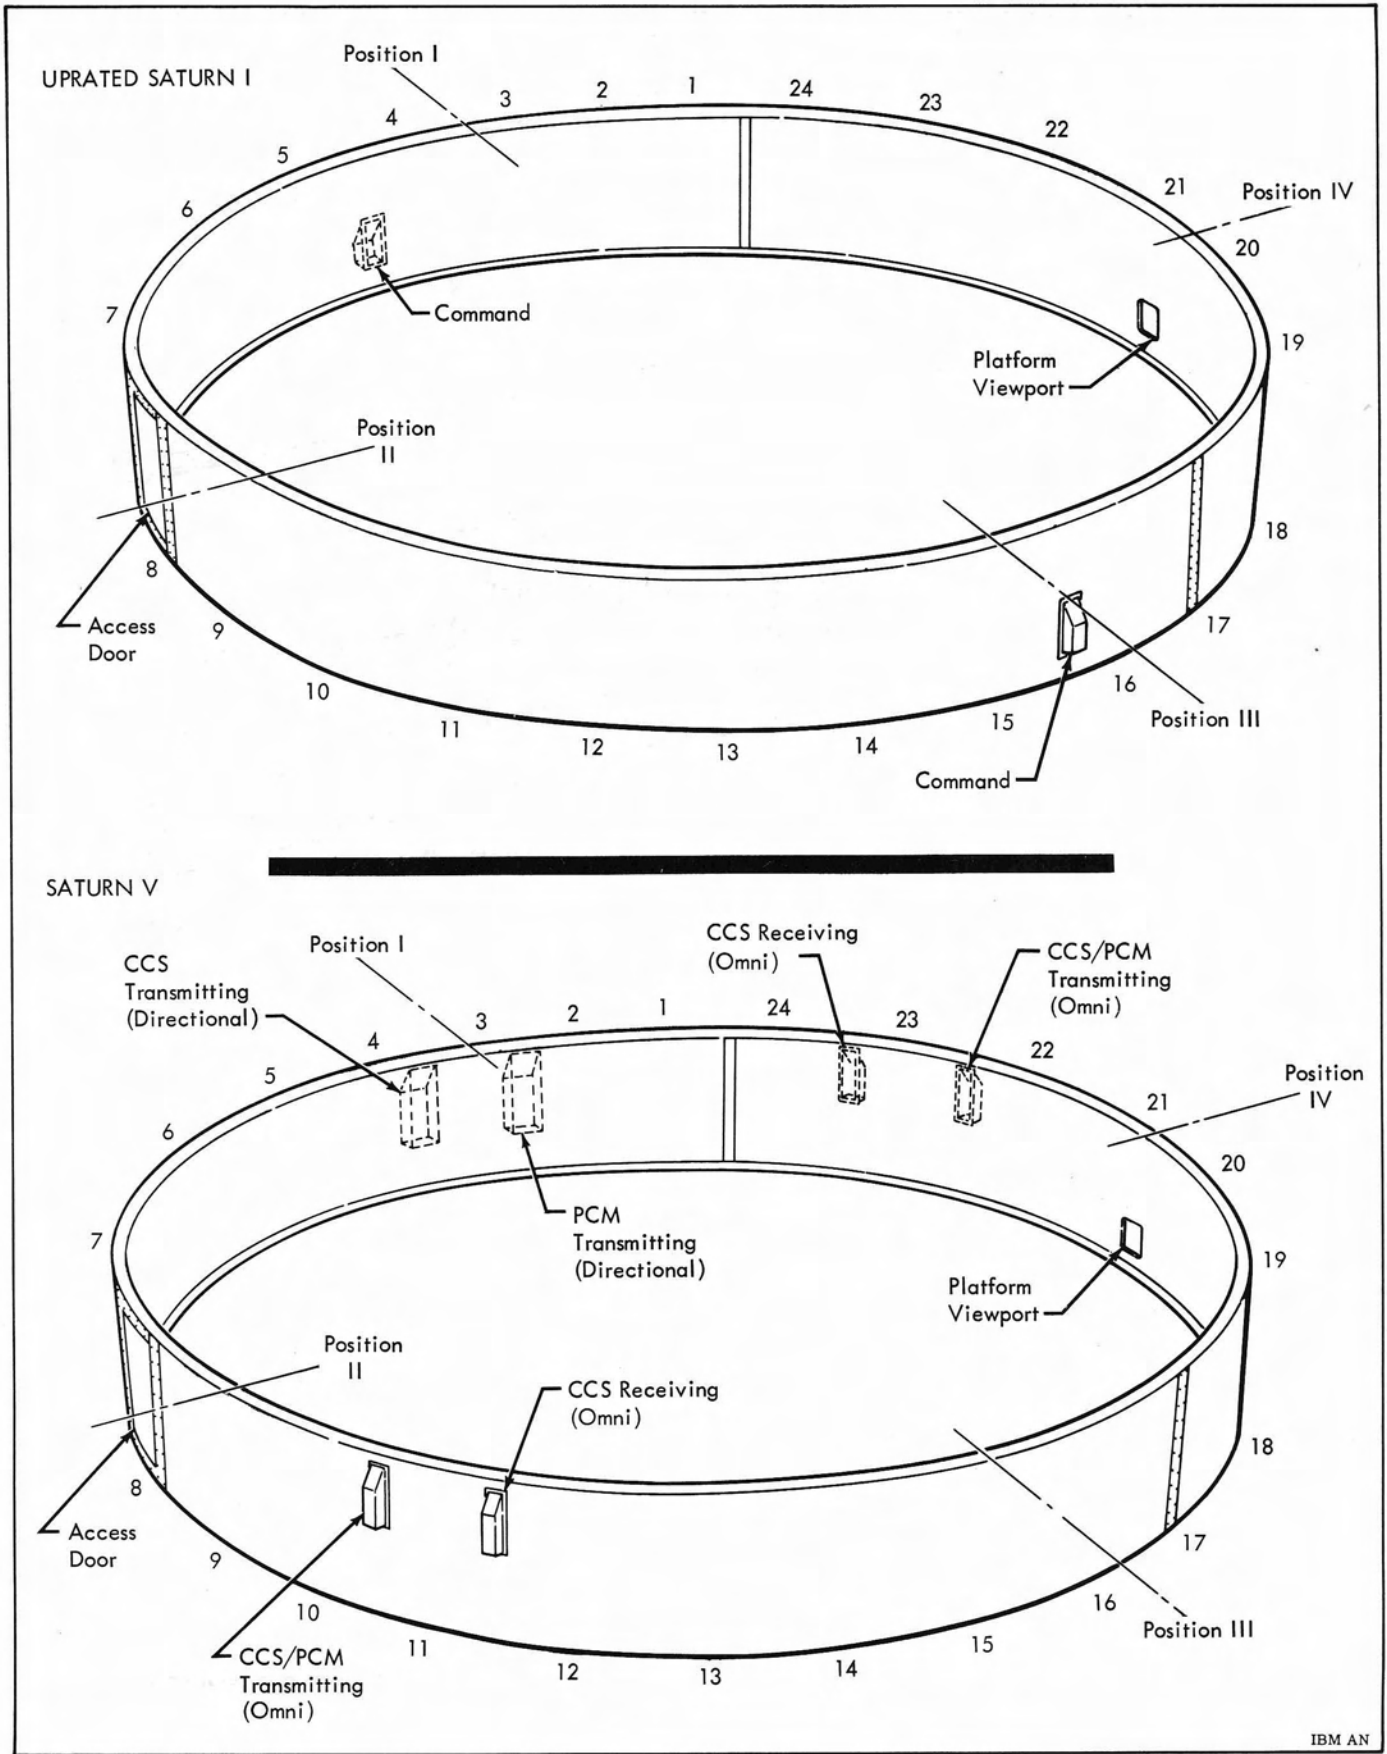 UPRATED SATURN I
Position I
1
2
3
4
5
6
7
8
9
10
11
12
13
14
15
16
17
18
19
20
21
22
23
24
Position IV
Command
Platform
Viewport
Position
II
Access
Door
Position III
Command
SATURN V
Position I
CCS
Transmitting
(Directional)
CCS Receiving
(Omni)
CCS/PCM
Transmitting
(Omni)
1
2
3
4
5
6
7
8
9
10
11
12
13
14
15
16
17
18
19
20
21
22
23
24
Position
IV
PCM
Transmitting
(Directional)
Platform
Viewport
Position
II
CCS Receiving
(Omni)
Access
Door
CCS/PCM
Transmitting
(Omni)
Position III
IBM AN